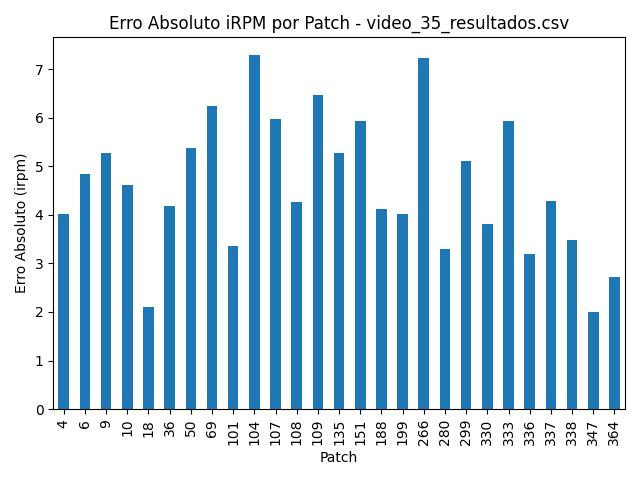 Erro Absoluto iRPM por Patch - video_35_resultados.csv
Erro Absoluto (irpm)
7
6
5
4
3
2
1
0
4 6 9 10 18 36 50 69 101 104 107 108 109 135 151 188 199 266 280 299 330 333 336 337 338 347 364
Patch